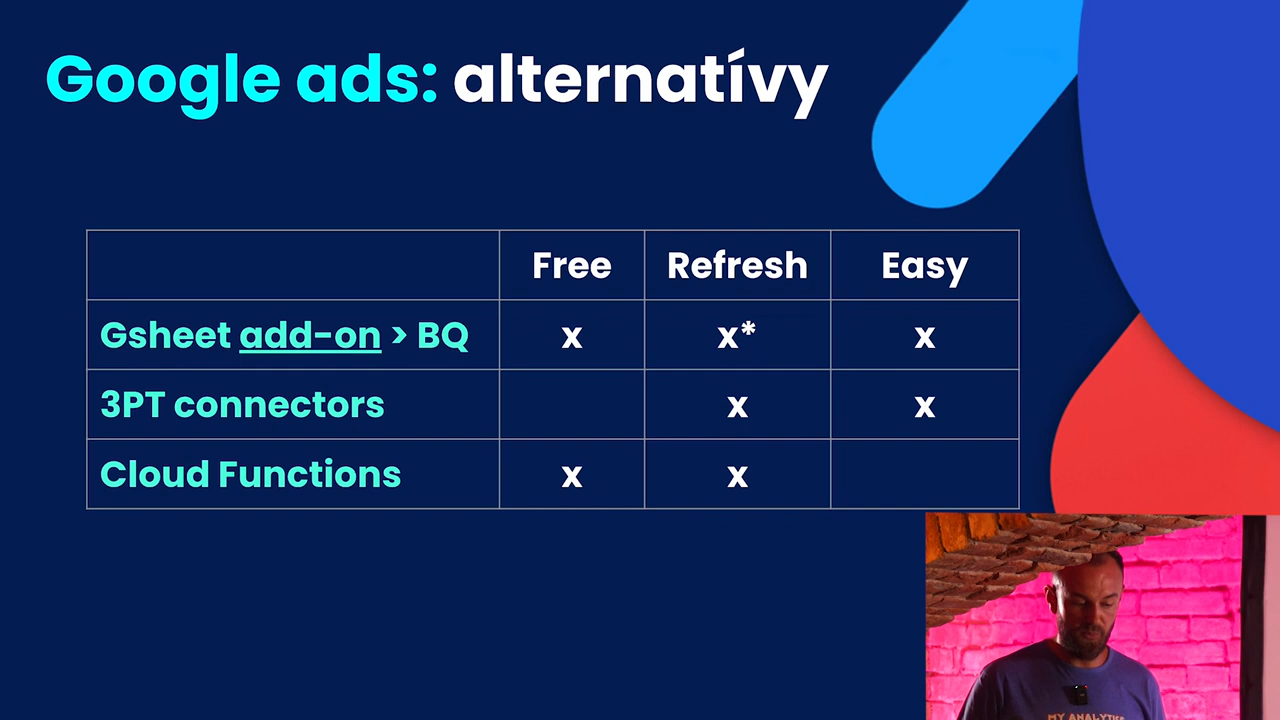 Google ads: alternatívy
Free Refresh Easy
Gsheet add-on > BQ x x* x
3PT connectors x x
Cloud Functions x x
MY ANALYTICS